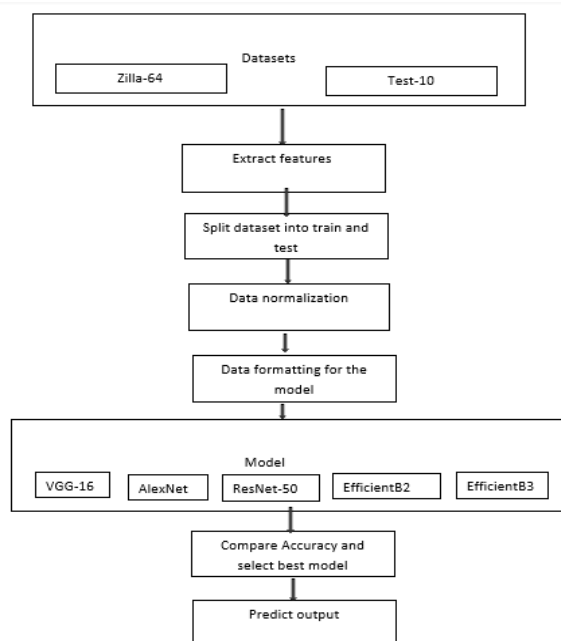 Datasets
Zilla-64
Test-10
Extract features
Split dataset into train and
test
Data normalization
Data formatting for the
model
Model
VGG-16
AlexNet
ResNet-50
EfficientB2
EfficientB3
Compare Accuracy and
select best model
Predict output